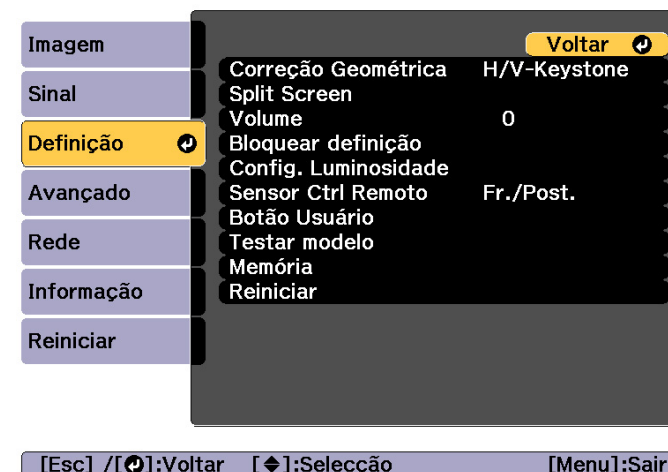 Imagem
Sinal
Definição
Avançado
Rede
Informação
Reiniciar
Voltar
Correção Geométrica H/V-Keystone
Split Screen
Volume 0
Bloquear definição
Config. Luminosidade
Sensor Ctrl Remoto Fr./Post.
Botão Usuário
Testar modelo
Memória
Reiniciar
[Esc] /[↲]:Voltar [◆]:Selecção [Menu]:Sair